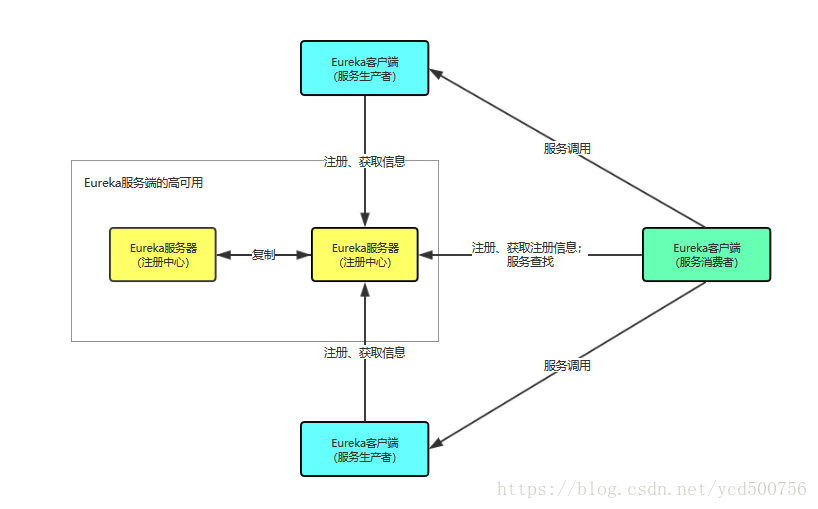 Eureka客户端
(服务生产者)
服务调用
注册、获取信息
Eureka服务端的高可用
Eureka服务器
(注册中心)
复制
Eureka服务器
(注册中心)
注册、获取注册信息；
服务查找
Eureka客户端
(服务消费者)
注册、获取信息
服务调用
Eureka客户端
(服务生产者)
https://blog.csdn.net/ycd500756